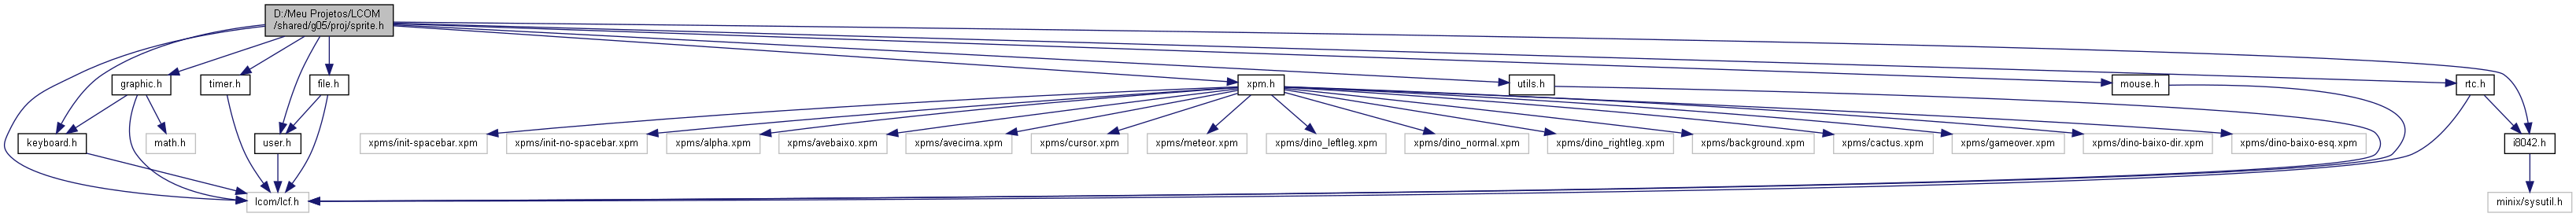 D:/Meu Projetos/LCOM
/shared/g05/proj/sprite.h
graphic.h
timer.h
file.h
xpm.h
utils.h
mouse.h
rtc.h
keyboard.h
math.h
user.h
xpms/init-spacebar.xpm
xpms/init-no-spacebar.xpm
xpms/alpha.xpm
xpms/avebaixo.xpm
xpms/avecima.xpm
xpms/cursor.xpm
xpms/meteor.xpm
xpms/dino_leftleg.xpm
xpms/dino_normal.xpm
xpms/dino_rightleg.xpm
xpms/background.xpm
xpms/cactus.xpm
xpms/gameover.xpm
xpms/dino-baixo-dir.xpm
xpms/dino-baixo-esq.xpm
i8042.h
lcom/lcf.h
minix/sysutil.h